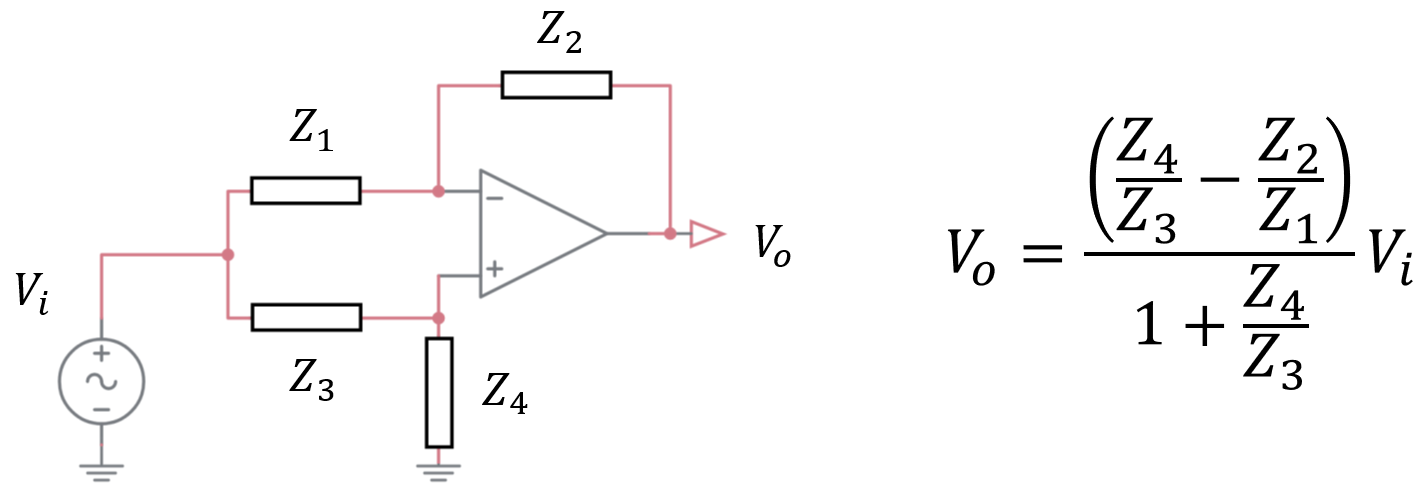 Z₂
Z₁
Vᵢ
−
+
Vₒ
+
∼
−
Z₃
Z₄
Vₒ = (Z₄/Z₃ − Z₂/Z₁) / (1 + Z₄/Z₃) Vᵢ